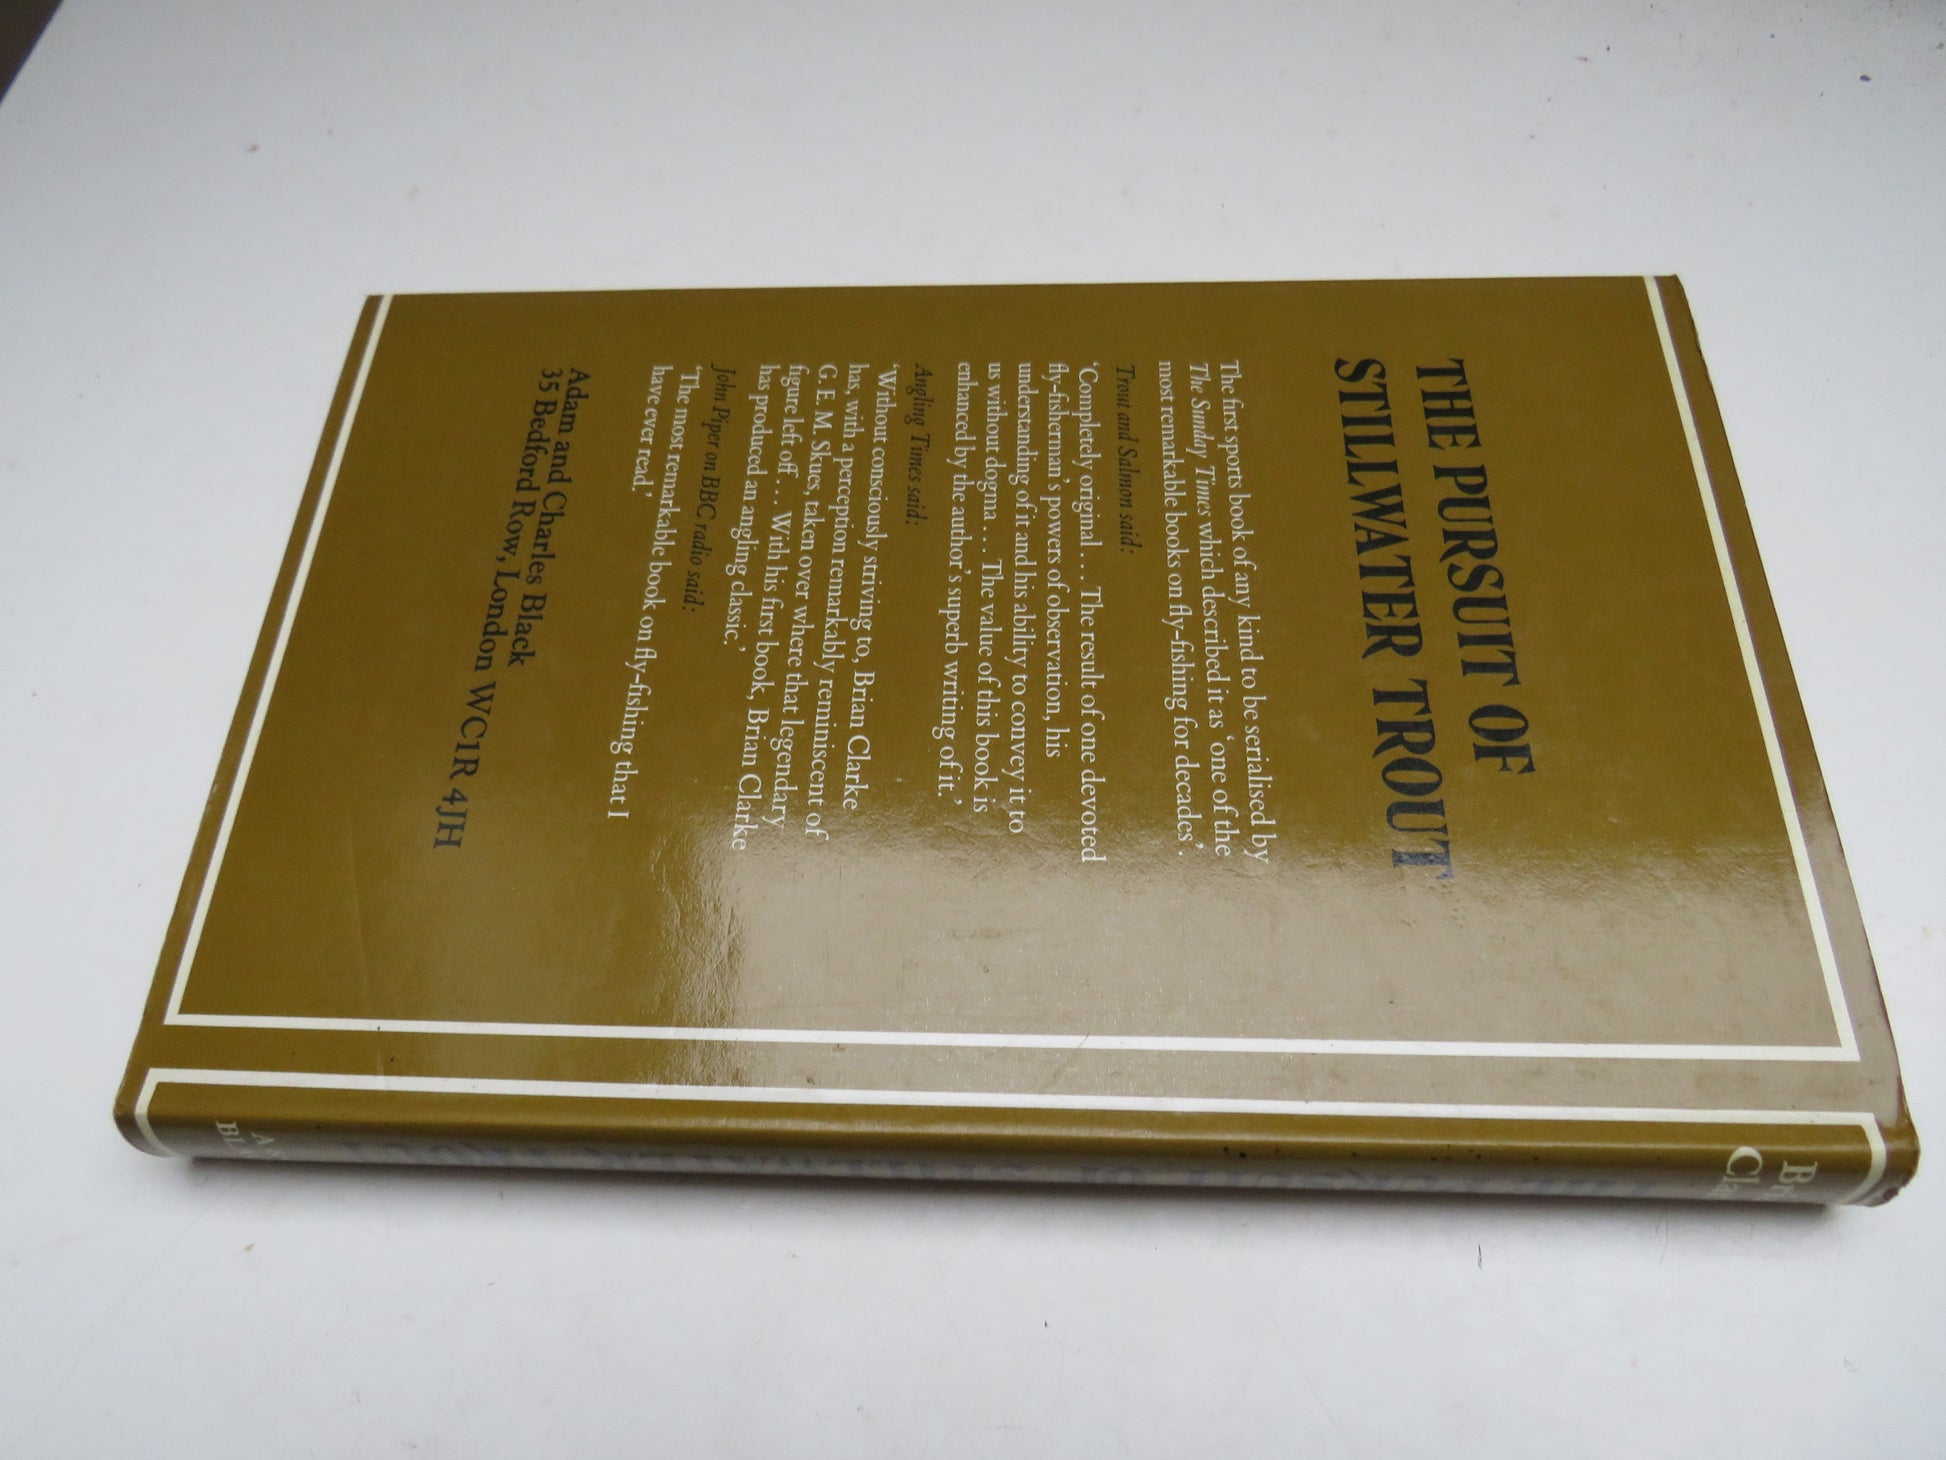 THE PURSUIT OF
STILLWATER TROUT
The first sports book of any kind to be serialised by
The Sunday Times which described it as ‘one of the
most remarkable books on fly-fishing for decades’.
Trout and Salmon said:
‘Completely original . . . The result of one devoted
fly-fisherman’s powers of observation, his
understanding of it and his ability to convey it to
us without dogma . . . The value of this book is
enhanced by the author’s superb writing of it.’
Angling Times said:
‘Without consciously striving to, Brian Clarke
has, with a perception remarkably reminiscent of
G. E. M. Skues, taken over where that legendary
figure left off . . . With his first book, Brian Clarke
has produced an angling classic.’
John Piper on BBC radio said:
‘The most remarkable book on fly-fishing that I
have ever read.’
Adam and Charles Black
35 Bedford Row, London WC1R 4JH